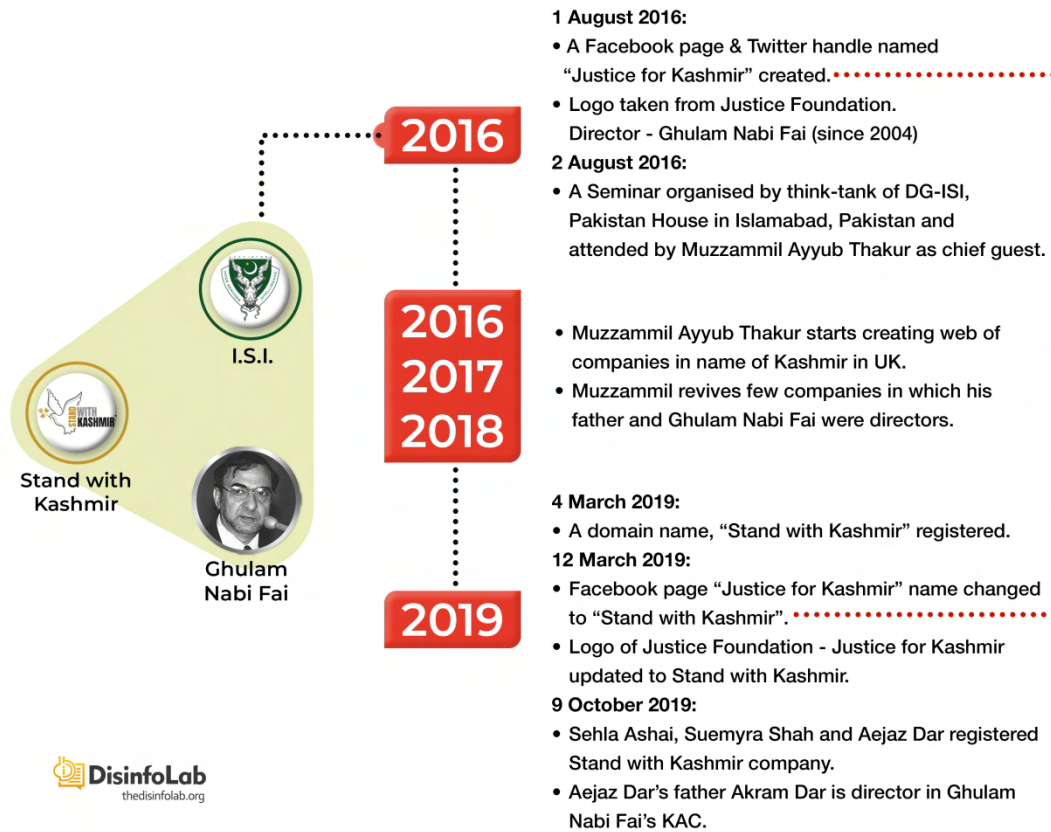 1 August 2016:
• A Facebook page & Twitter handle named
“Justice for Kashmir” created.
• Logo taken from Justice Foundation.
Director - Ghulam Nabi Fai (since 2004)
2 August 2016:
• A Seminar organised by think-tank of DG-ISI,
Pakistan House in Islamabad, Pakistan and
attended by Muzzammil Ayyub Thakur as chief guest.
2016
I.S.I.
STAND WITH
KASHMIR
Stand with
Kashmir
Ghulam
Nabi Fai
2016
2017
2018
• Muzzammil Ayyub Thakur starts creating web of
companies in name of Kashmir in UK.
• Muzzammil revives few companies in which his
father and Ghulam Nabi Fai were directors.
2019
4 March 2019:
• A domain name, “Stand with Kashmir” registered.
12 March 2019:
• Facebook page “Justice for Kashmir” name changed
to “Stand with Kashmir”.
• Logo of Justice Foundation - Justice for Kashmir
updated to Stand with Kashmir.
9 October 2019:
• Sehla Ashai, Suemyra Shah and Aejaz Dar registered
Stand with Kashmir company.
• Aejaz Dar’s father Akram Dar is director in Ghulam
Nabi Fai’s KAC.
DisinfoLab
thedisinfolab.org